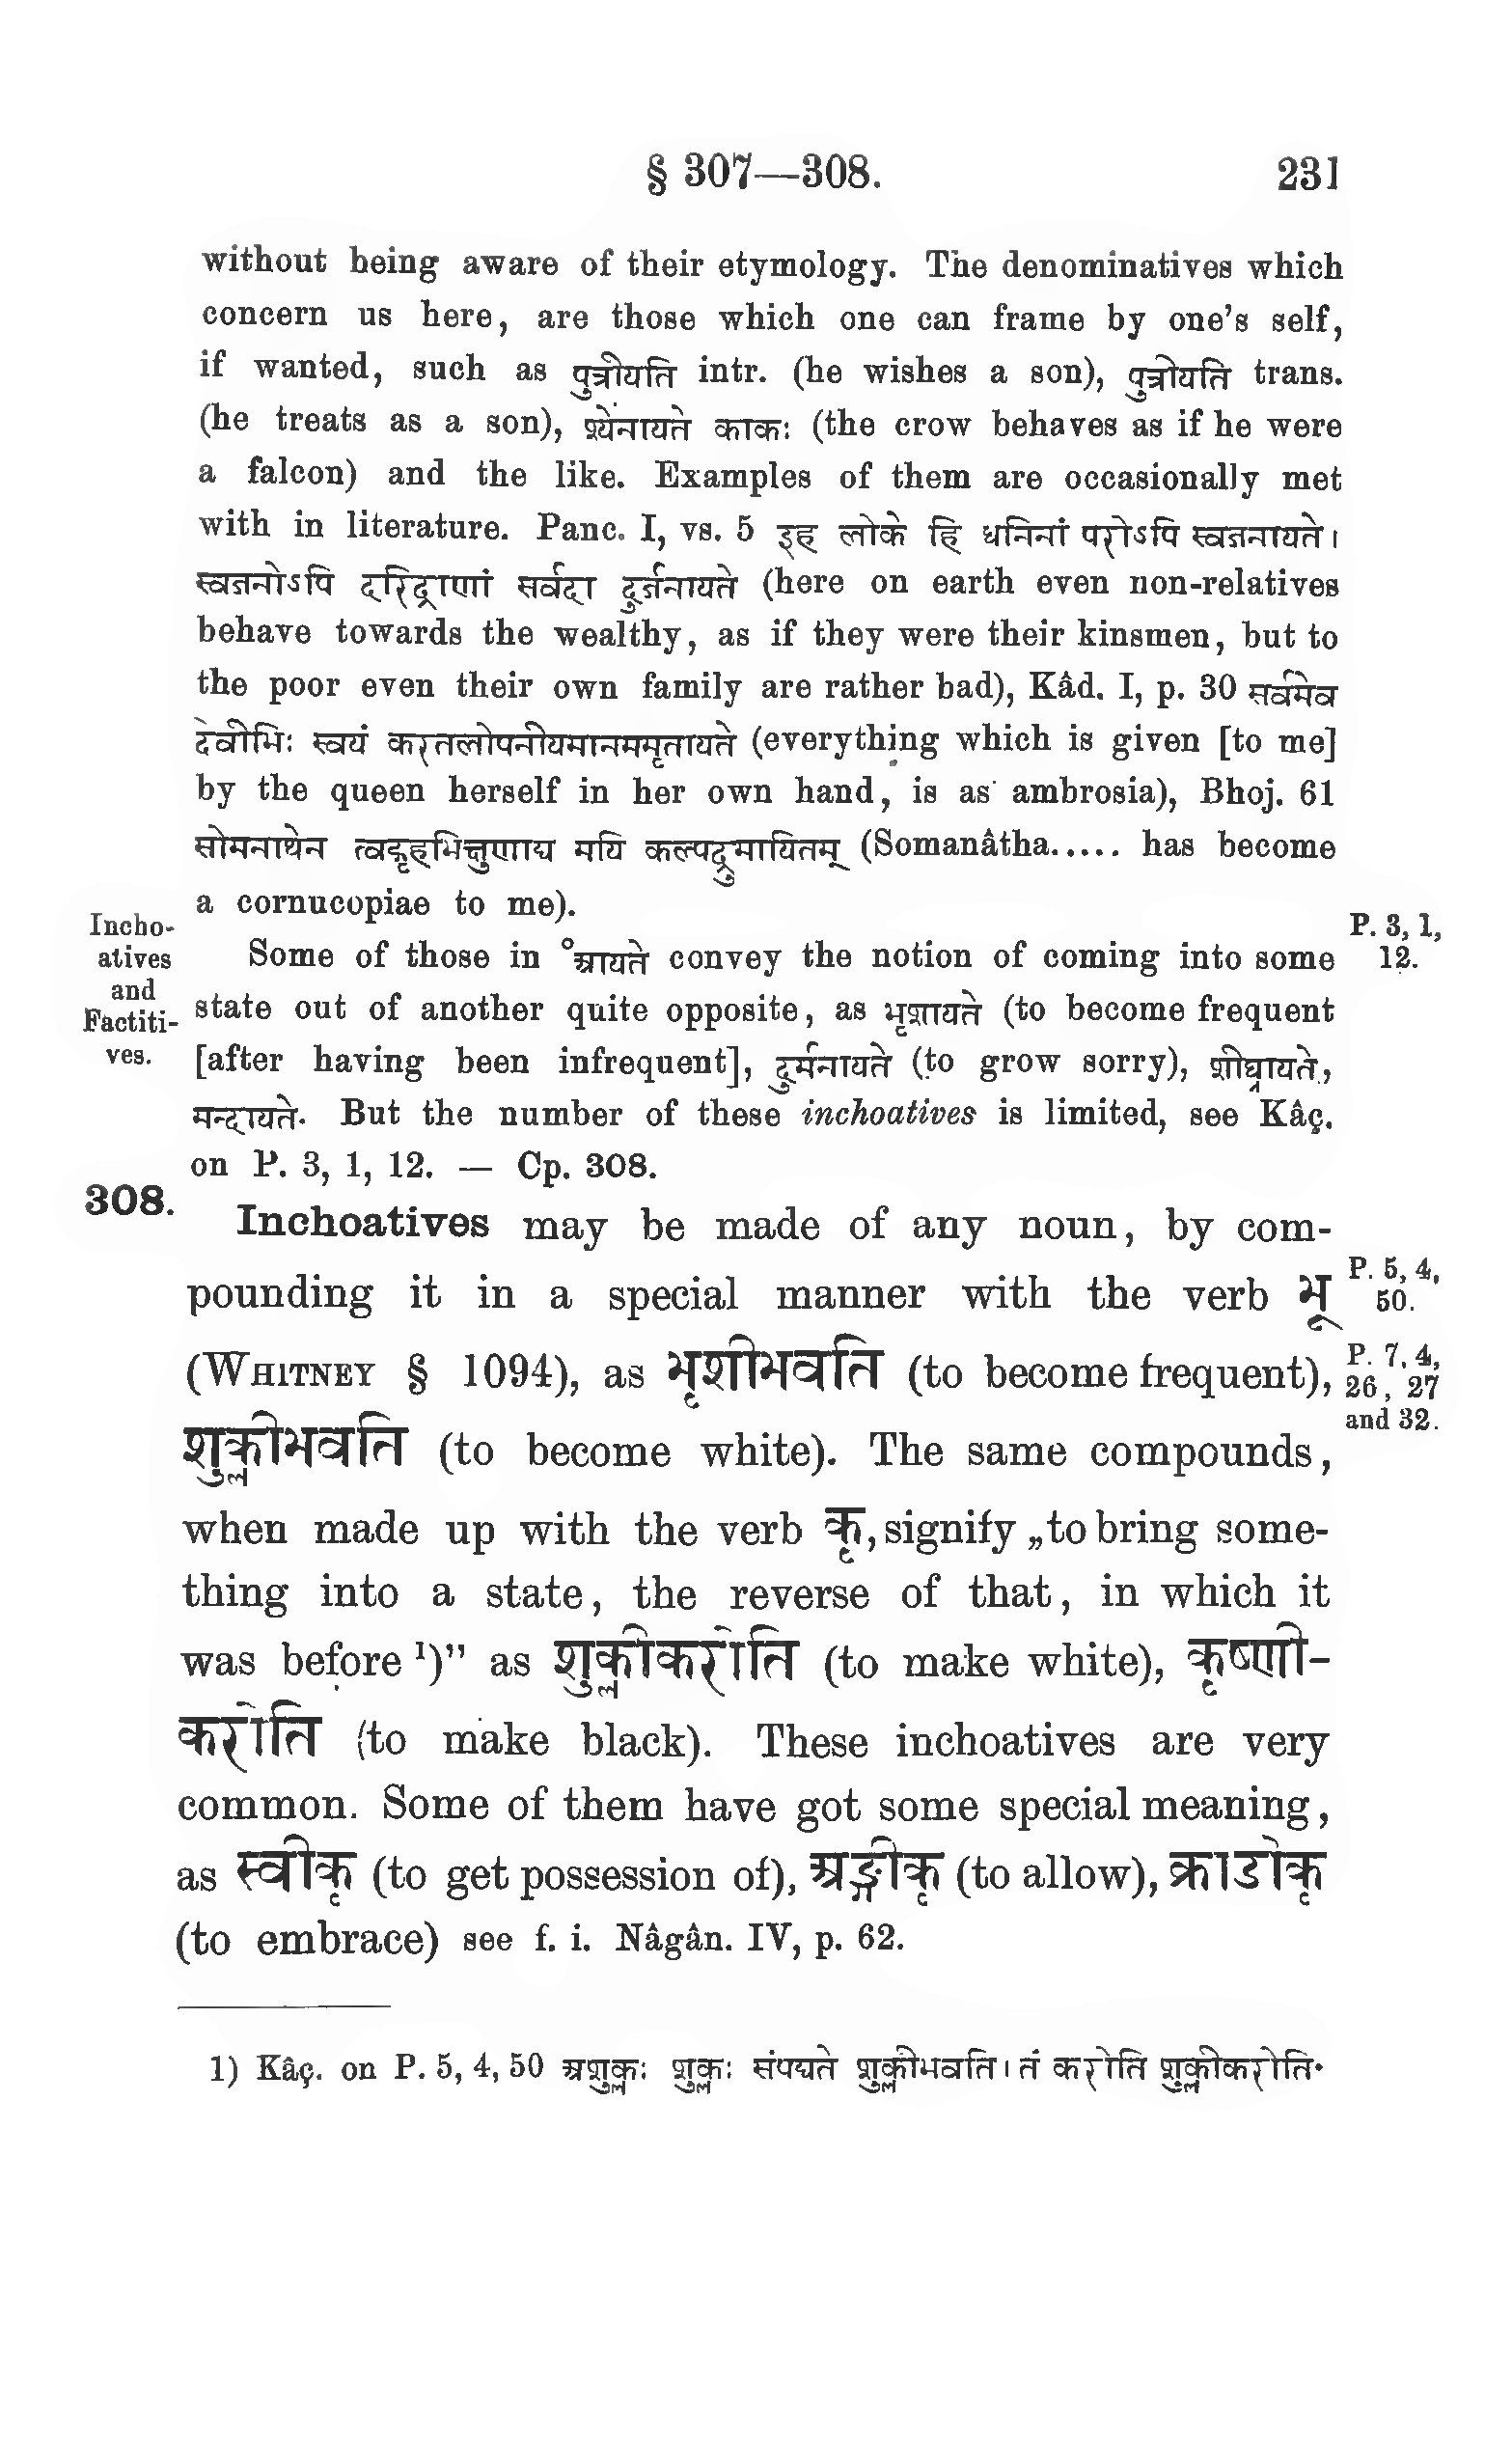 § 307—308.
231
without being aware of their etymology. The denominatives which
concern us here, are those which one can frame by one's self,
if wanted, such as पुत्रीयति intr. (he wishes a son), पुत्रीयति trans.
(he treats as a son), श्येनायते काकः (the crow behaves as if he were
a falcon) and the like. Examples of them are occasionally met
with in literature. Panc. I, vs. 5 इह लोके हि धनिनां परोऽपि स्वजनायते।
स्वजनोऽपि दरिद्राणां सर्वदा दुर्जनायते (here on earth even non-relatives
behave towards the wealthy, as if they were their kinsmen, but to
the poor even their own family are rather bad), Kâd. I, p. 30 सर्वमेव
देवीभिः स्वयं करतलोपनीयमानममृतायते (everything which is given [to me]
by the queen herself in her own hand, is as ambrosia), Bhoj. 61
सोमनाथेन मयि कल्पद्रुमायितम् (Somanâtha..... has become
a cornucopiae to me).
Incho-
atives
and
Factiti-
ves.
P. 3, 1,
12.
Some of those in °आयते convey the notion of coming into some
state out of another quite opposite, as भृशायते (to become frequent
[after having been infrequent], दुर्मनायते (to grow sorry), शीघ्रायते,
मन्दायते. But the number of these inchoatives is limited, see Kâç.
on P. 3, 1, 12. — Cp. 308.
308.
Inchoatives may be made of any noun, by com-
pounding it in a special manner with the verb भू
P. 5, 4,
50.
(WHITNEY § 1094), as भृशीभवति (to become frequent),
P. 7, 4,
26, 27
and 32.
शुक्लीभवति (to become white). The same compounds,
when made up with the verb कृ, signify „to bring some-
thing into a state, the reverse of that, in which it
was before ¹)” as शुक्लीकरोति (to make white), कृष्णी-
करोति (to make black). These inchoatives are very
common. Some of them have got some special meaning,
as स्वीकृ (to get possession of), अङ्गीकृ (to allow), क्रोडीकृ
(to embrace) see f. i. Nâgân. IV, p. 62.
1) Kâç. on P. 5, 4, 50 अशुक्लः शुक्लः संपद्यते शुक्लीभवति। तं करोति शुक्लीकरोति.